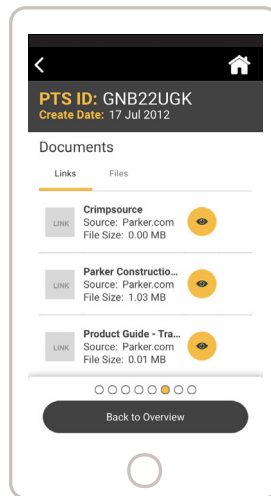 PTS ID: GNB22UGK
Create Date: 17 Jul 2012
Documents
Links Files
LINK
Crimpsource
Source: Parker.com
File Size: 0.00 MB
LINK
Parker Constructio...
Source: Parker.com
File Size: 1.03 MB
LINK
Product Guide - Tra...
Source: Parker.com
File Size: 0.01 MB
Back to Overview